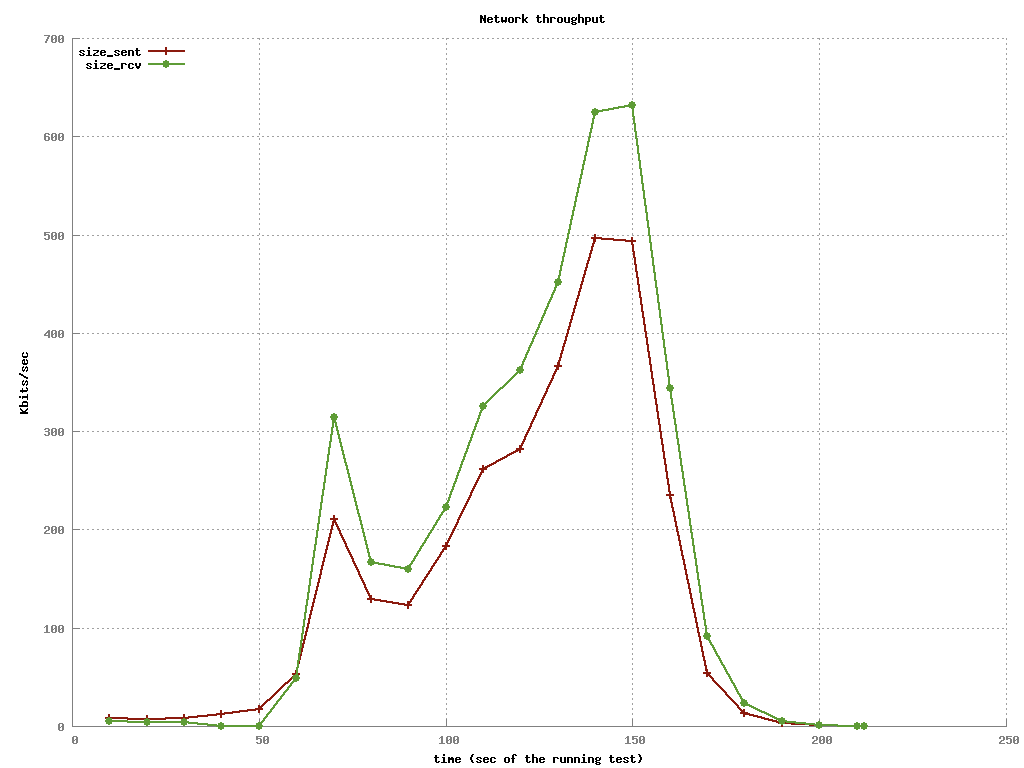 Network throughput
700
size_sent
size_rcv
600
500
400
Kbits/sec
300
200
100
0
0 50 100 150 200 250
time (sec of the running test)